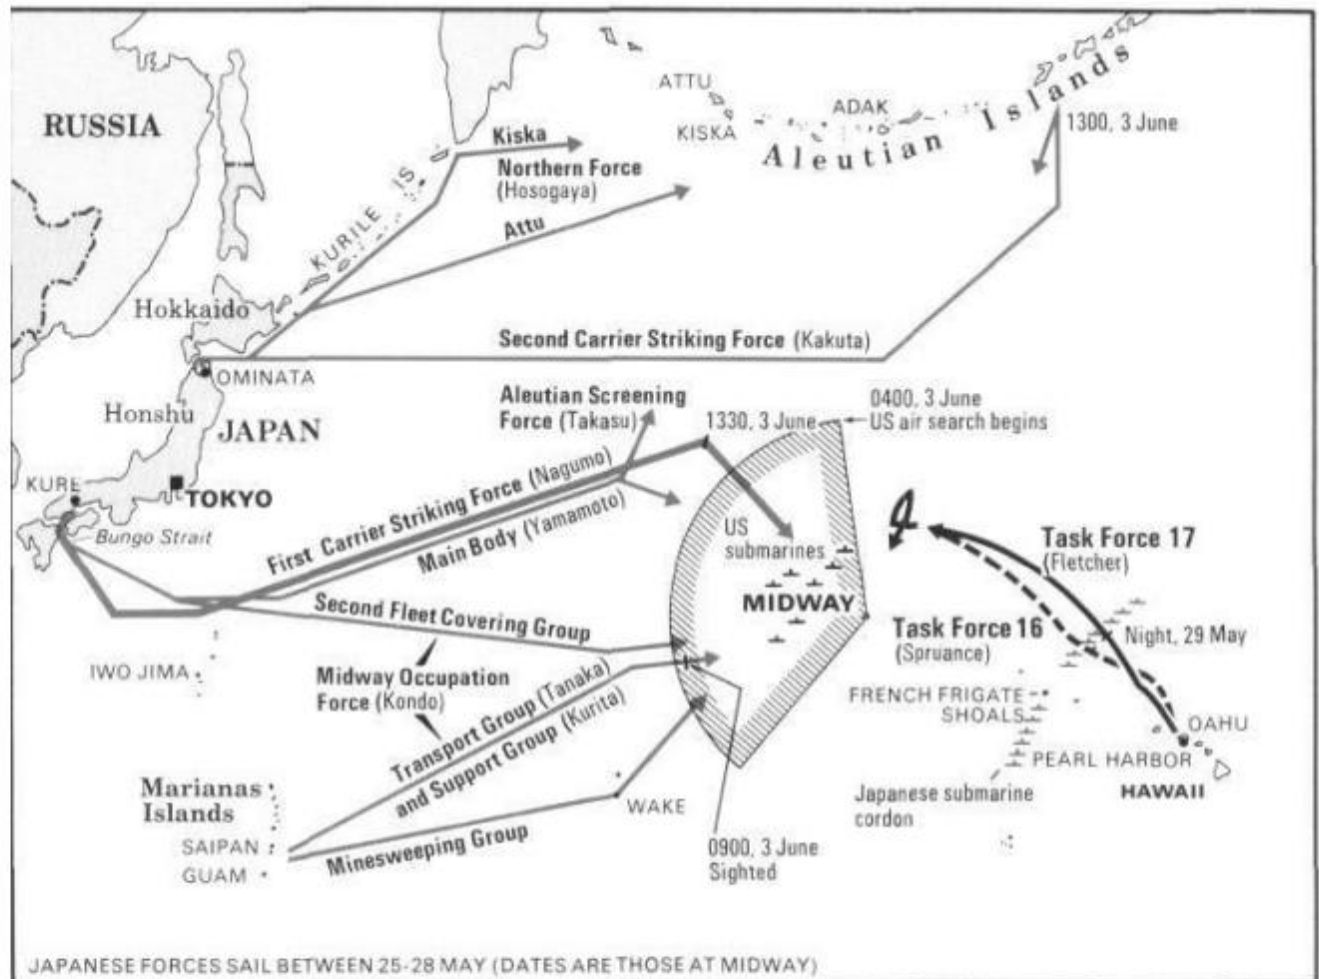 RUSSIA
ATTU
KISKA
ADAK
Aleutian Islands
1300, 3 June
Kiska
Northern Force
(Hosogaya)
Attu
KURILE IS
Hokkaido
Second Carrier Striking Force (Kakuta)
OMINATA
Honshu
JAPAN
Aleutian Screening
Force (Takasu)
1330, 3 June
0400, 3 June
US air search begins
KURE
TOKYO
Bungo Strait
First Carrier Striking Force (Nagumo)
Main Body (Yamamoto)
US
submarines
MIDWAY
Task Force 17
(Fletcher)
Second Fleet Covering Group
Task Force 16
(Spruance)
Night, 29 May
IWO JIMA
Midway Occupation
Force (Kondo)
Transport Group (Tanaka)
and Support Group (Kurita)
FRENCH FRIGATE
SHOALS
OAHU
PEARL HARBOR
HAWAII
Marianas
Islands
WAKE
Japanese submarine
cordon
SAIPAN
GUAM
Minesweeping Group
0900, 3 June
Sighted
JAPANESE FORCES SAIL BETWEEN 25-28 MAY (DATES ARE THOSE AT MIDWAY)